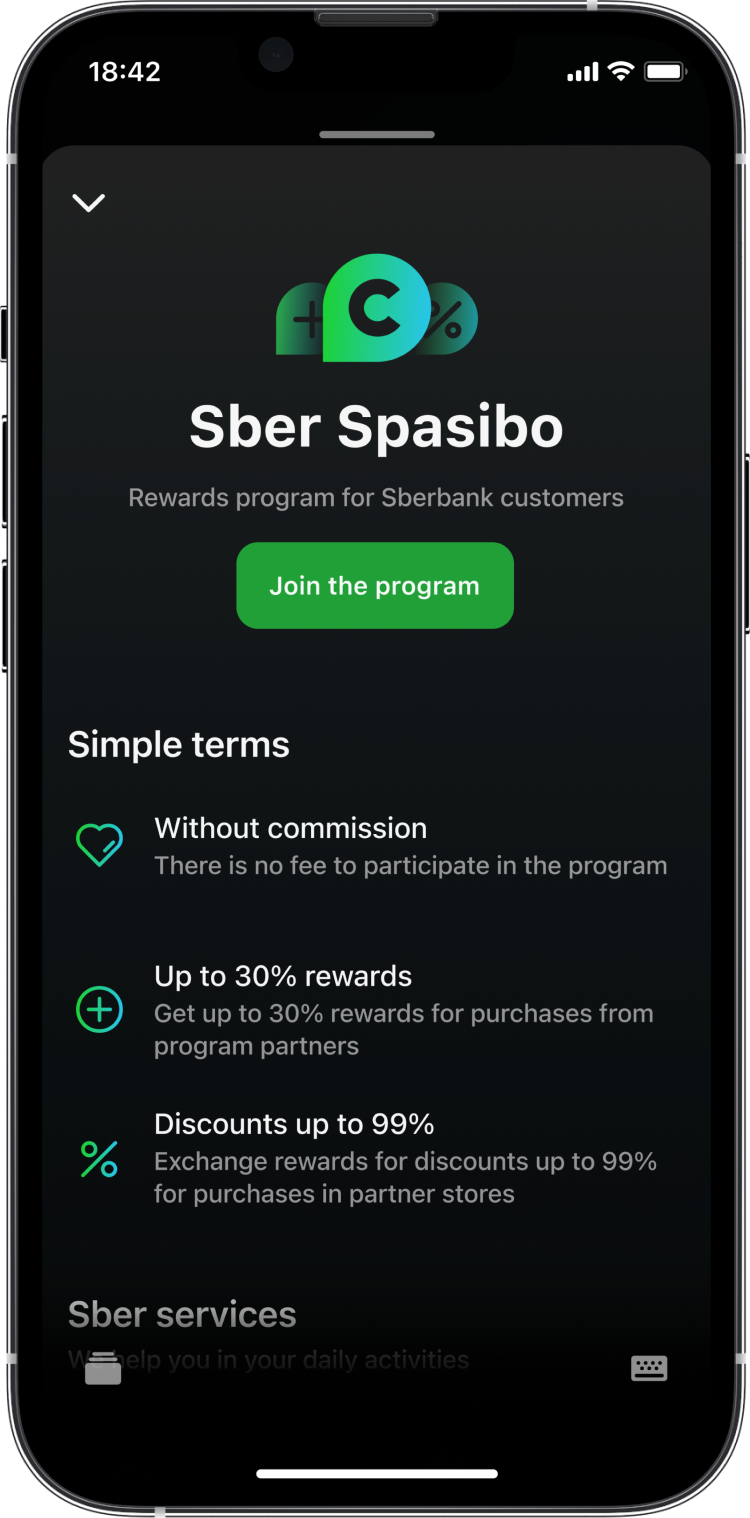 18:42
C
%
Sber Spasibo
Rewards program for Sberbank customers
Join the program
Simple terms
Without commission
There is no fee to participate in the program
Up to 30% rewards
Get up to 30% rewards for purchases from
program partners
Discounts up to 99%
Exchange rewards for discounts up to 99%
for purchases in partner stores
Sber services
We help you in your daily activities